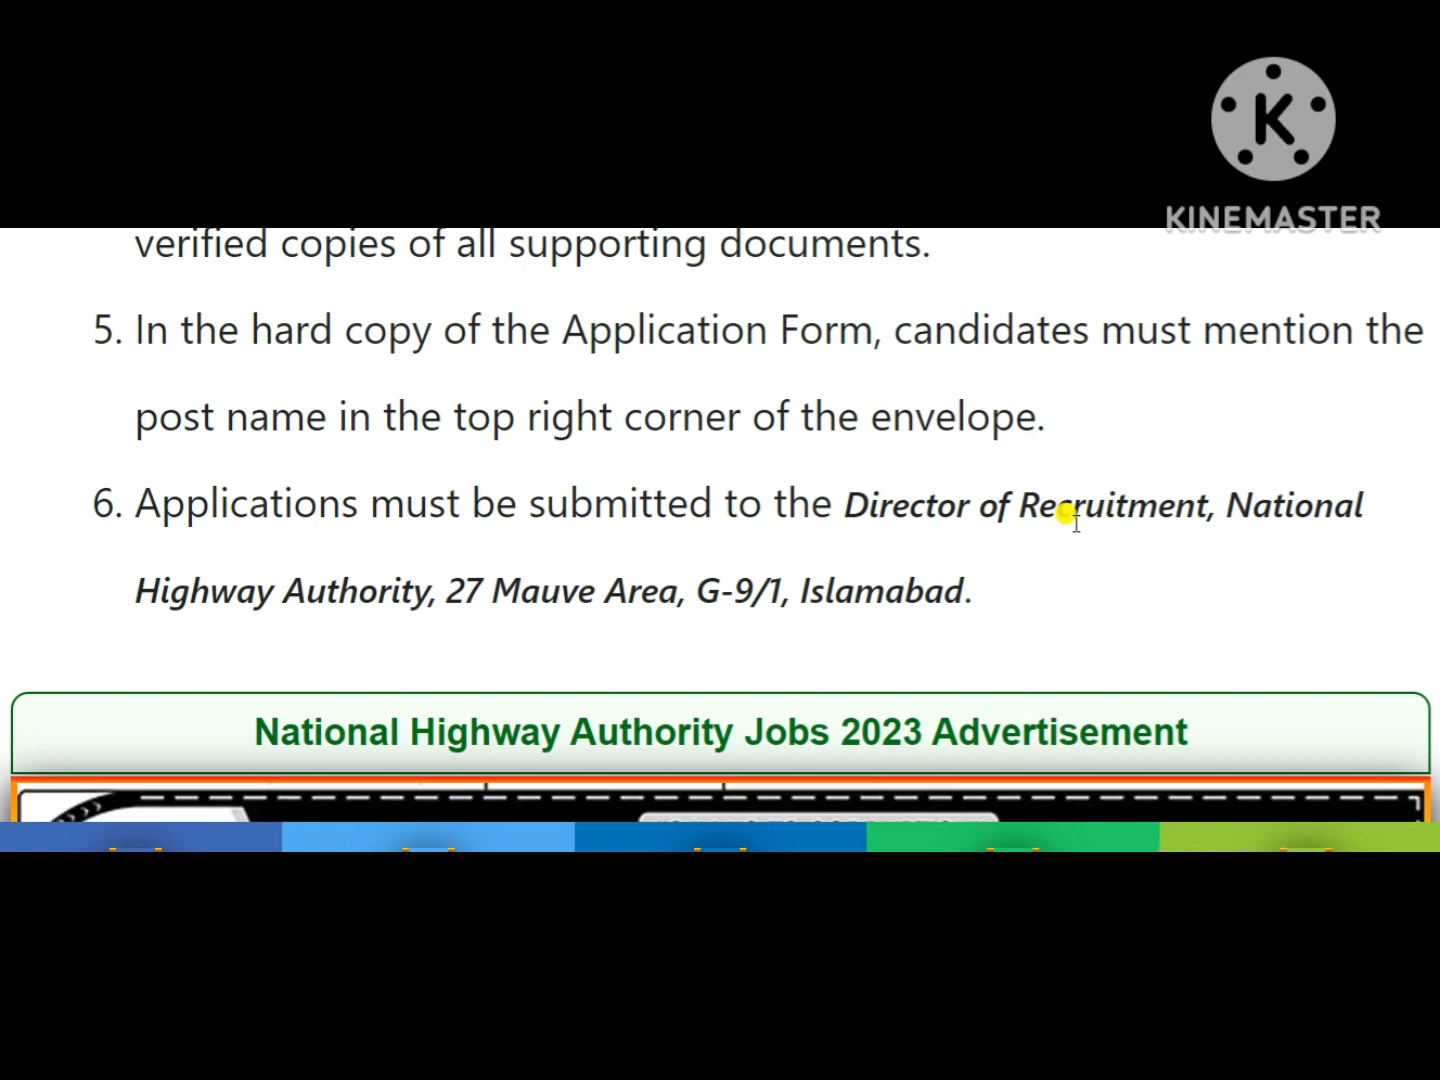 K
KINEMASTER
verified copies of all supporting documents.
5. In the hard copy of the Application Form, candidates must mention the
post name in the top right corner of the envelope.
6. Applications must be submitted to the Director of Recruitment, National
Highway Authority, 27 Mauve Area, G-9/1, Islamabad.
National Highway Authority Jobs 2023 Advertisement